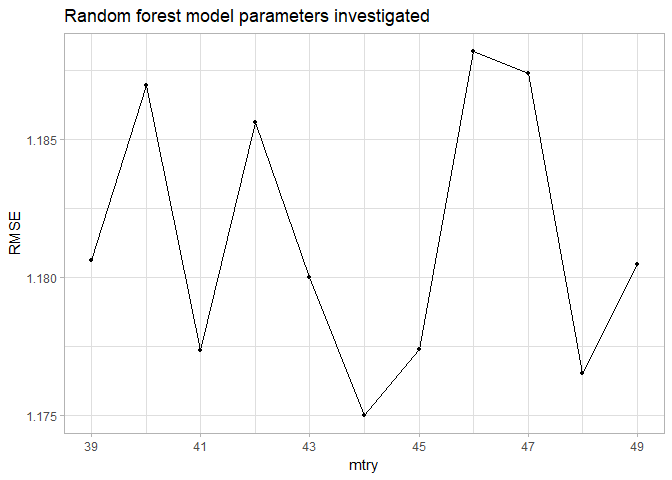 Random forest model parameters investigated
RMSE
1.185
1.180
1.175
39 41 43 45 47 49
mtry